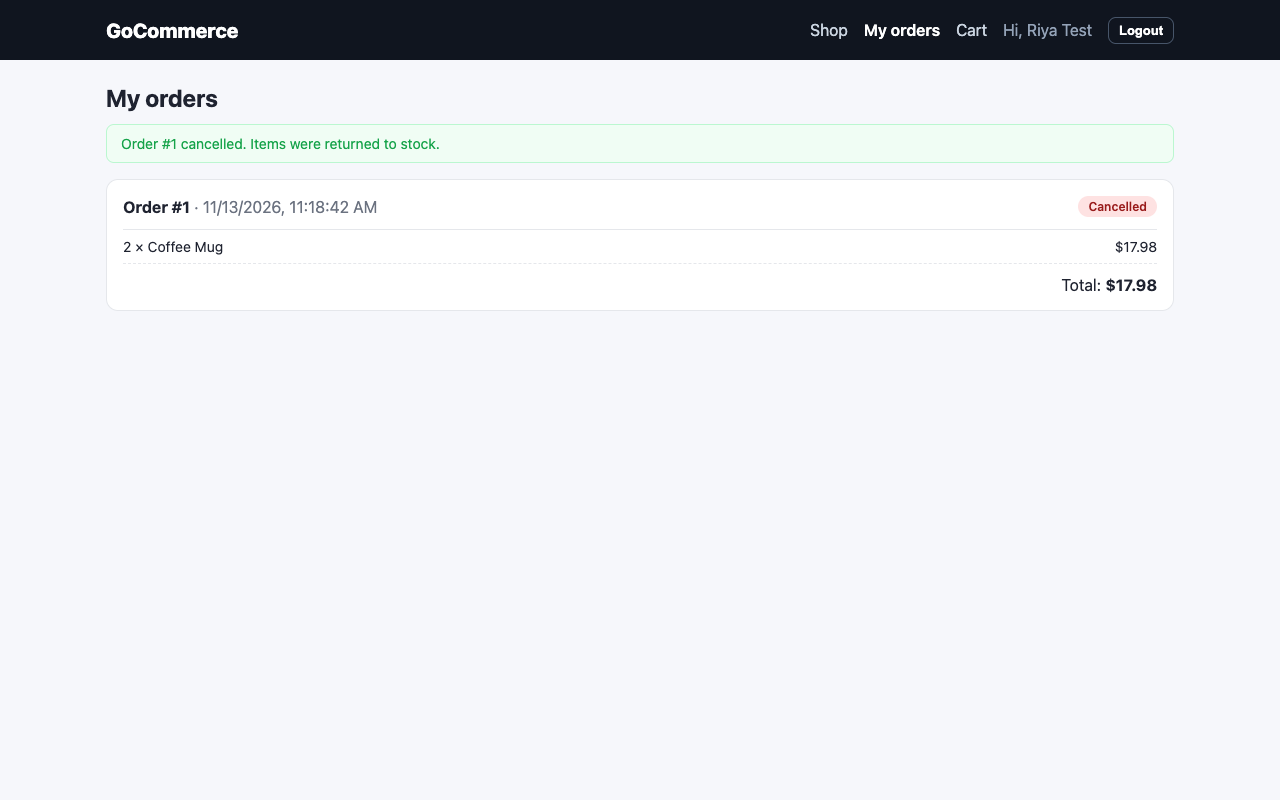 GoCommerce
Shop My orders Cart Hi, Riya Test Logout
My orders
Order #1 cancelled. Items were returned to stock.
Order #1 · 11/13/2026, 11:18:42 AM Cancelled
2 × Coffee Mug $17.98
Total: $17.98